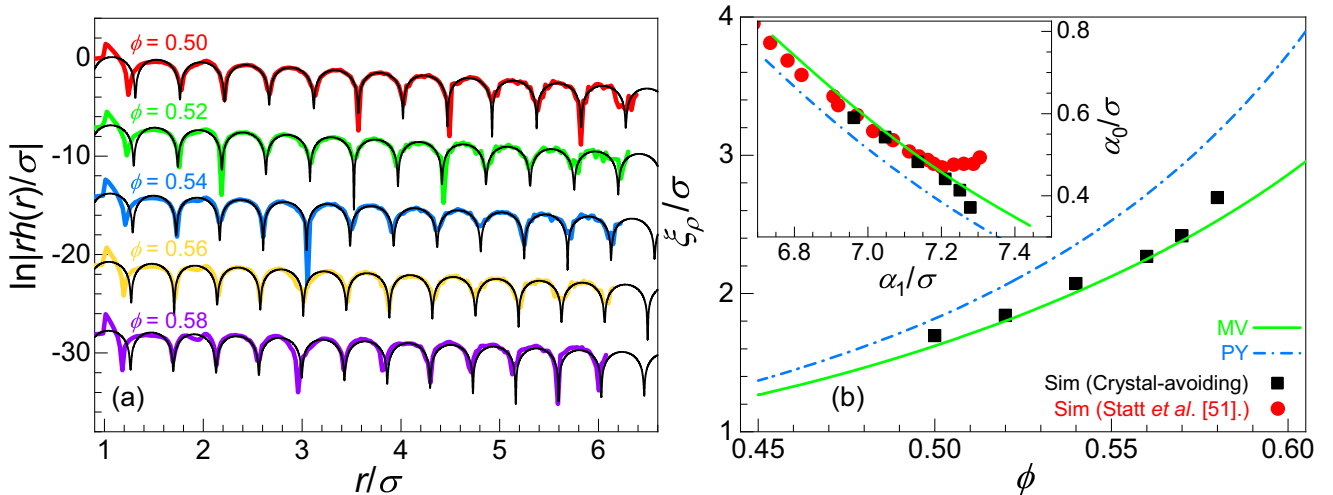 ln|rh(r)/σ|
0
-10
-20
-30
ϕ = 0.50
ϕ = 0.52
ϕ = 0.54
ϕ = 0.56
ϕ = 0.58
(a)
1 2 3 4 5 6
r/σ
ξρ/σ
4
3
2
1
0.8
0.6
0.4
α0/σ
6.8 7.0 7.2 7.4
α1/σ
MV
PY
Sim (Crystal-avoiding)
Sim (Statt et al. [51].)
(b)
0.45 0.50 0.55 0.60
ϕ